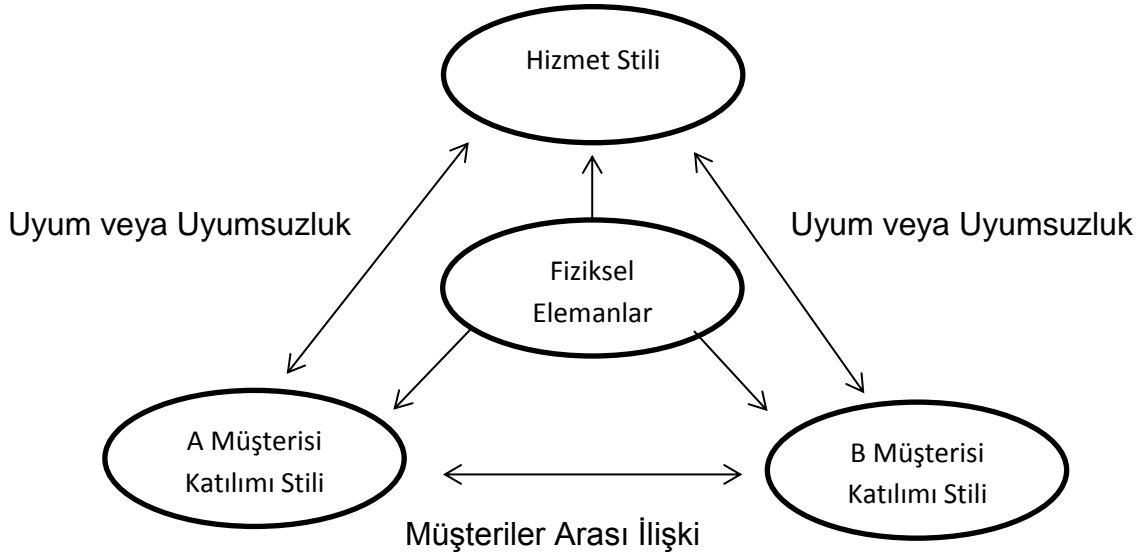 Hizmet Stili
Uyum veya Uyumsuzluk
Uyum veya Uyumsuzluk
Fiziksel
Elemanlar
A Müşterisi
Katılımı Stili
B Müşterisi
Katılımı Stili
Müşteriler Arası İlişki